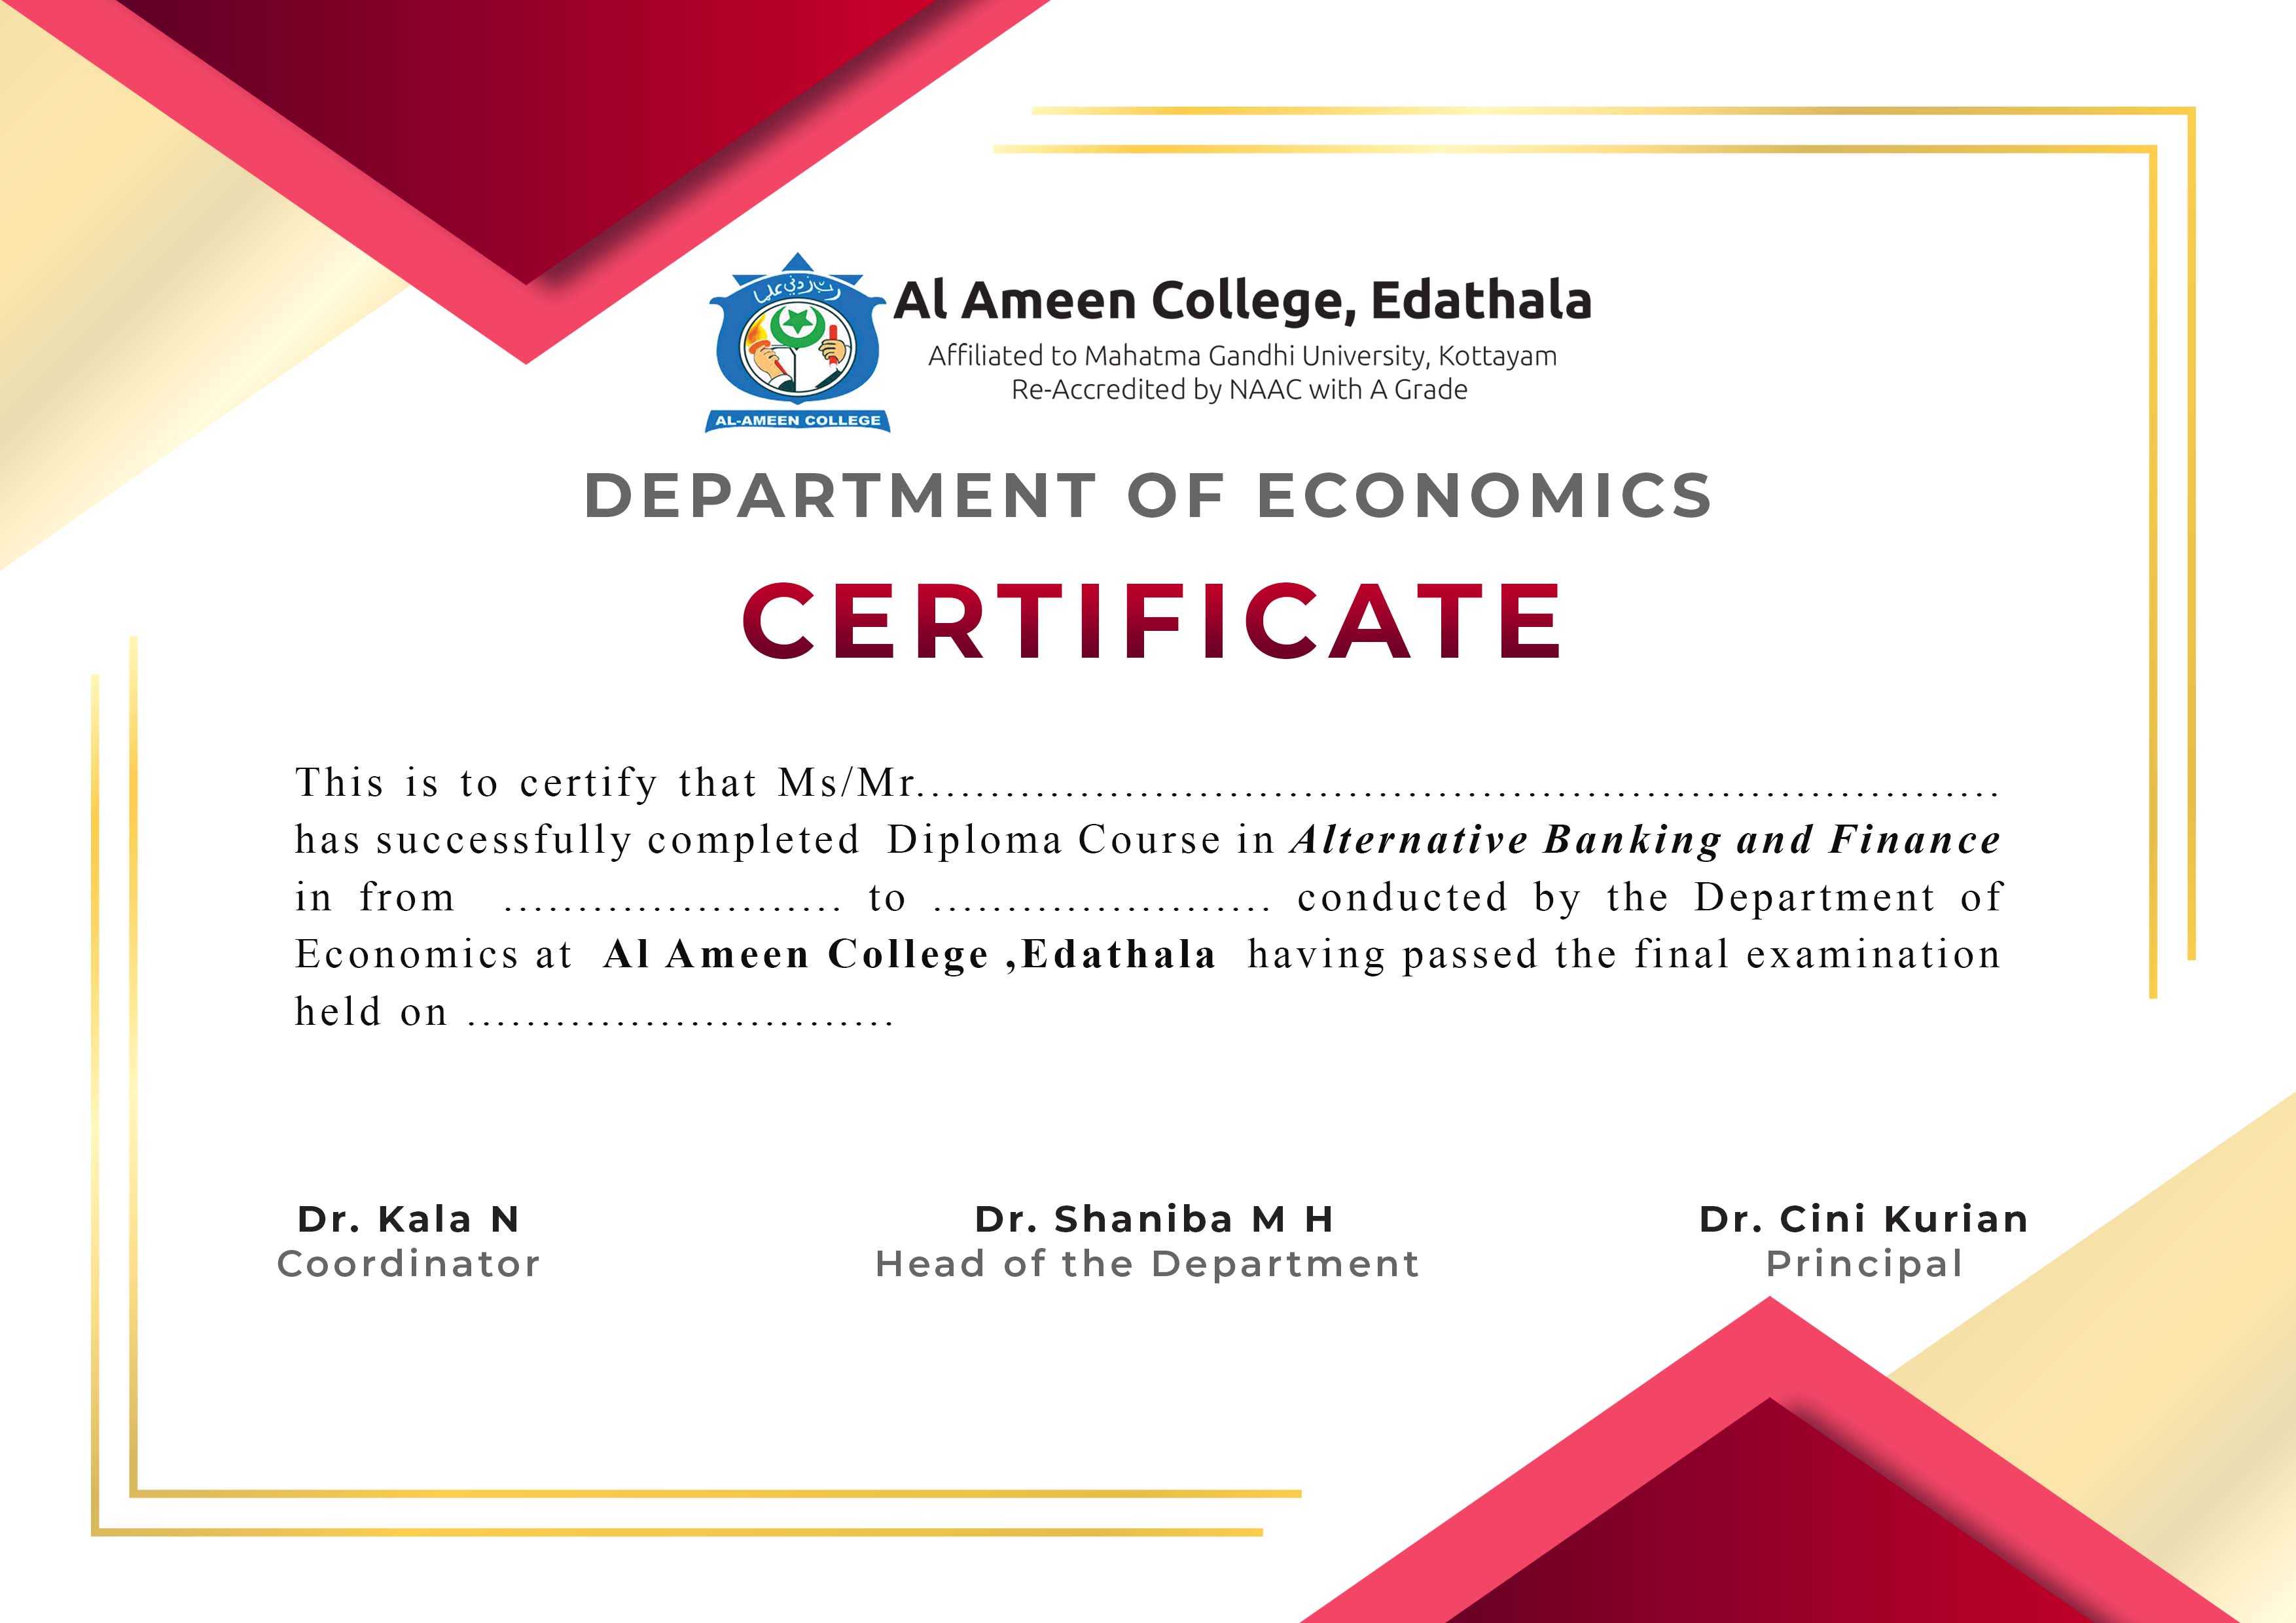 رب زدني علما
AL-AMEEN COLLEGE
Al Ameen College, Edathala
Affiliated to Mahatma Gandhi University, Kottayam
Re-Accredited by NAAC with A Grade
DEPARTMENT OF ECONOMICS
CERTIFICATE
This is to certify that Ms/Mr.........................................................................
has successfully completed Diploma Course in Alternative Banking and Finance
in from ....................... to ....................... conducted by the Department of
Economics at Al Ameen College ,Edathala having passed the final examination
held on .............................
Dr. Kala N
Coordinator
Dr. Shaniba M H
Head of the Department
Dr. Cini Kurian
Principal